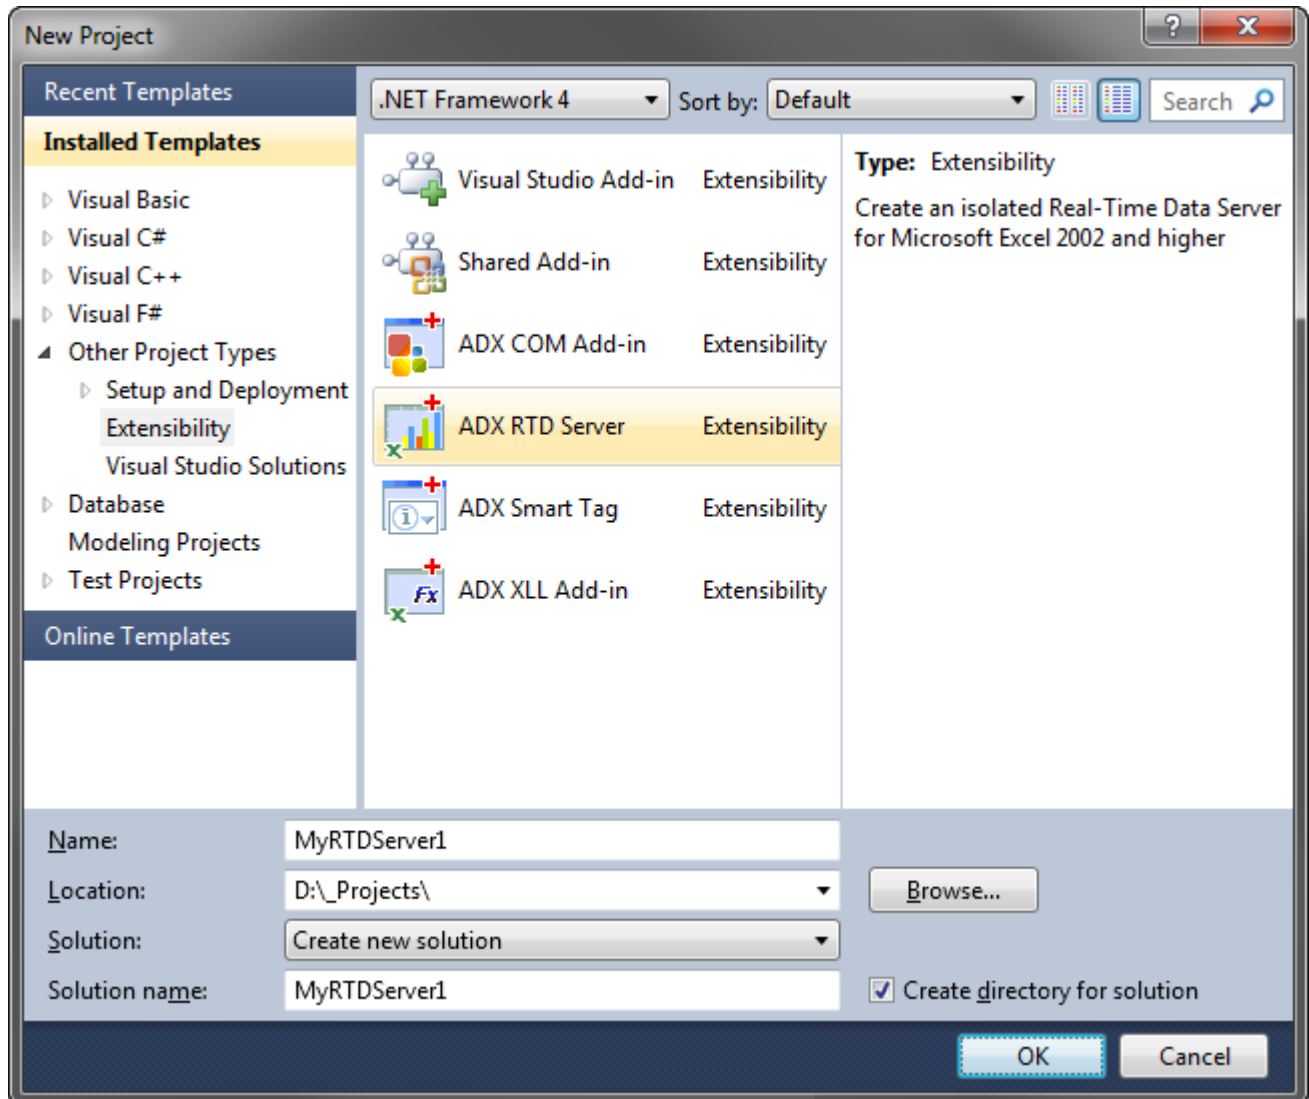 New Project
?
X
Recent Templates
Installed Templates
Visual Basic
Visual C#
Visual C++
Visual F#
Other Project Types
Setup and Deployment
Extensibility
Visual Studio Solutions
Database
Modeling Projects
Test Projects
Online Templates
.NET Framework 4 Sort by: Default Search
Visual Studio Add-in Extensibility
Shared Add-in Extensibility
ADX COM Add-in Extensibility
ADX RTD Server Extensibility
ADX Smart Tag Extensibility
Fx
ADX XLL Add-in Extensibility
Type: Extensibility
Create an isolated Real-Time Data Server
for Microsoft Excel 2002 and higher
Name: MyRTDServer1
Location: D:\_Projects\ Browse...
Solution: Create new solution
Solution name: MyRTDServer1 Create directory for solution
OK Cancel